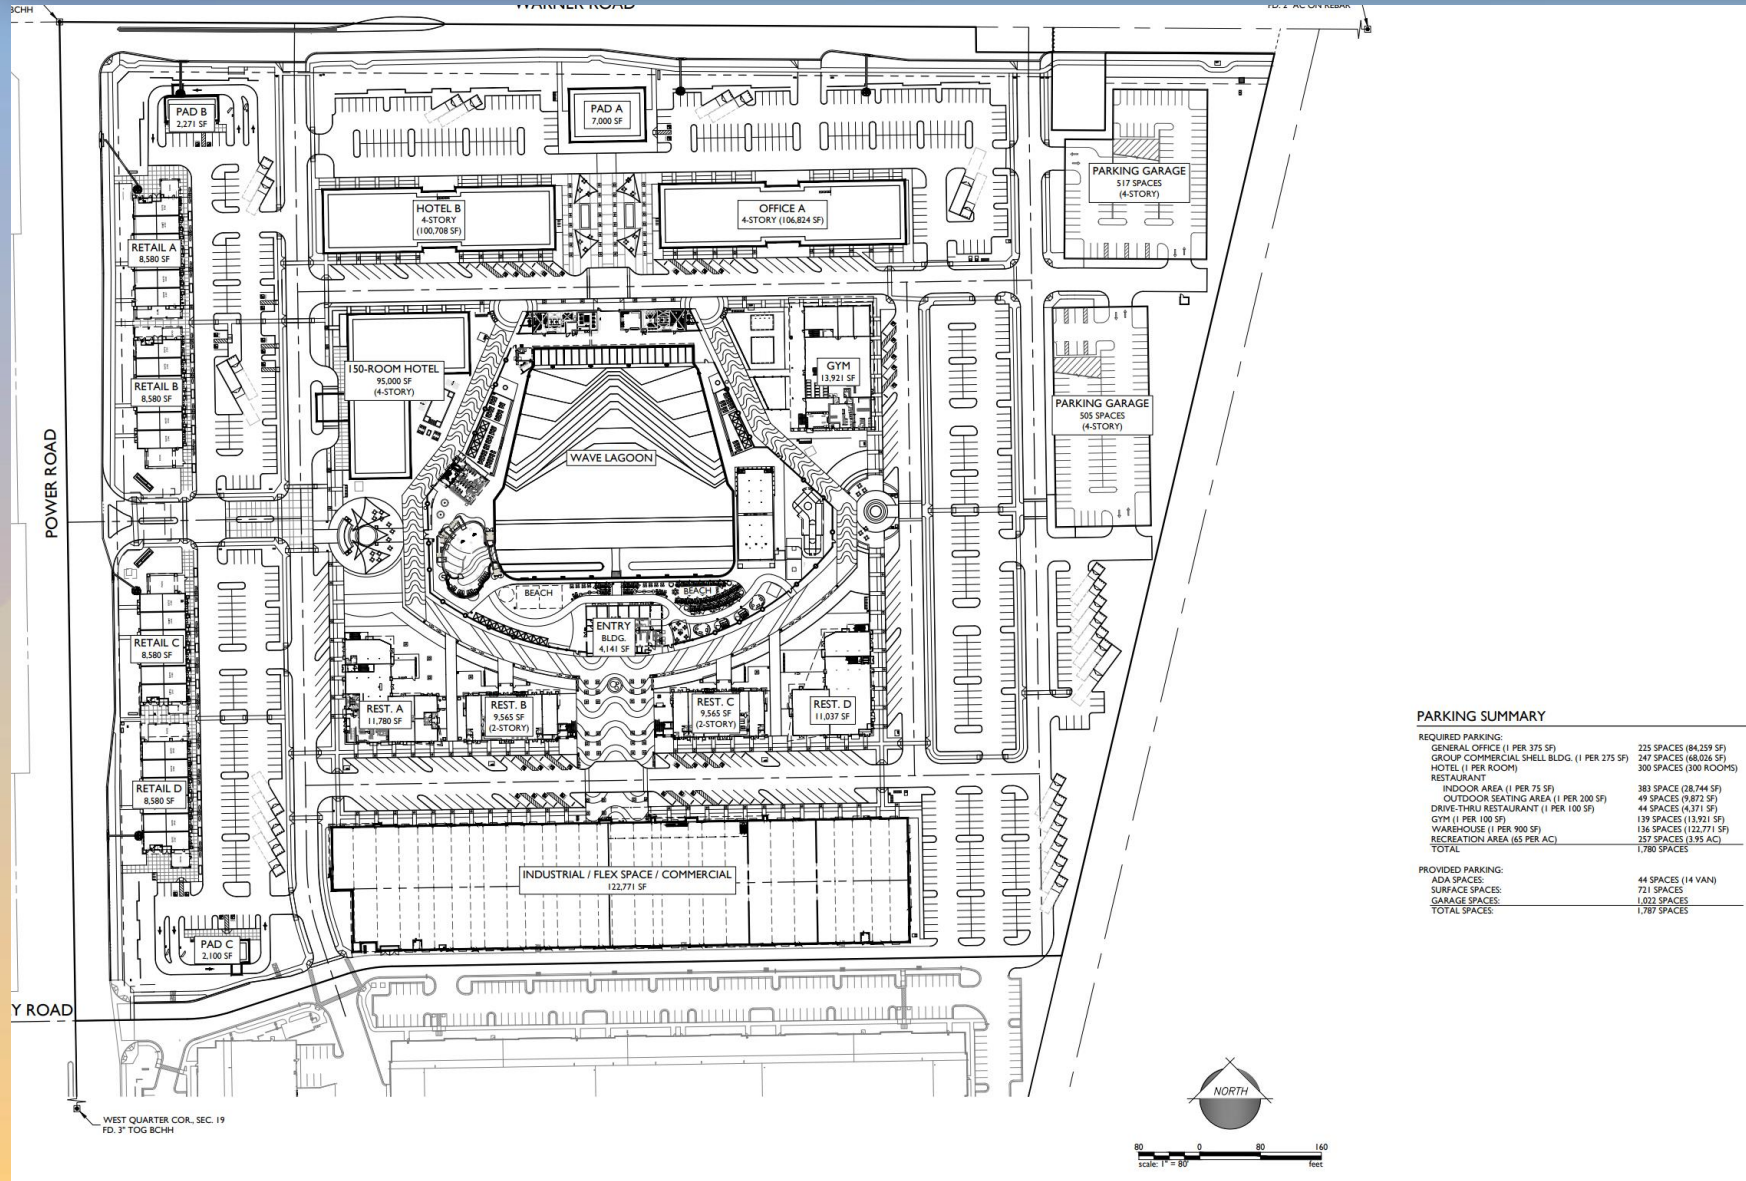 BCHH
WARNER ROAD
FD. 2" AC ON REBAR
PAD B
2,271 SF
PAD A
7,000 SF
PARKING GARAGE
517 SPACES
(4-STORY)
HOTEL B
4-STORY
(100,708 SF)
OFFICE A
4-STORY (106,824 SF)
RETAIL A
8,580 SF
150-ROOM HOTEL
95,000 SF
(4-STORY)
GYM
13,921 SF
RETAIL B
8,580 SF
PARKING GARAGE
505 SPACES
(4-STORY)
WAVE LAGOON
POWER ROAD
BEACH
BEACH
ENTRY
BLDG.
4,141 SF
RETAIL C
8,580 SF
REST. A
11,780 SF
REST. B
9,565 SF
(2-STORY)
REST. C
9,565 SF
(2-STORY)
REST. D
11,037 SF
RETAIL D
8,580 SF
INDUSTRIAL / FLEX SPACE / COMMERCIAL
122,771 SF
PAD C
2,100 SF
Y ROAD
WEST QUARTER COR., SEC. 19
FD. 3" TOG BCHH
PARKING SUMMARY
REQUIRED PARKING:
GENERAL OFFICE (1 PER 375 SF) 225 SPACES (84,259 SF)
GROUP COMMERCIAL SHELL BLDG. (1 PER 275 SF) 247 SPACES (68,026 SF)
HOTEL (1 PER ROOM) 300 SPACES (300 ROOMS)
RESTAURANT
INDOOR AREA (1 PER 75 SF) 383 SPACE (28,744 SF)
OUTDOOR SEATING AREA (1 PER 200 SF) 49 SPACES (9,872 SF)
DRIVE-THRU RESTAURANT (1 PER 100 SF) 44 SPACES (4,371 SF)
GYM (1 PER 100 SF) 139 SPACES (13,921 SF)
WAREHOUSE (1 PER 900 SF) 136 SPACES (122,771 SF)
RECREATION AREA (65 PER AC) 257 SPACES (3.95 AC)
TOTAL 1,780 SPACES
PROVIDED PARKING:
ADA SPACES: 44 SPACES (14 VAN)
SURFACE SPACES: 721 SPACES
GARAGE SPACES: 1,022 SPACES
TOTAL SPACES: 1,787 SPACES
NORTH
80 0 80 160
scale: 1" = 80' feet